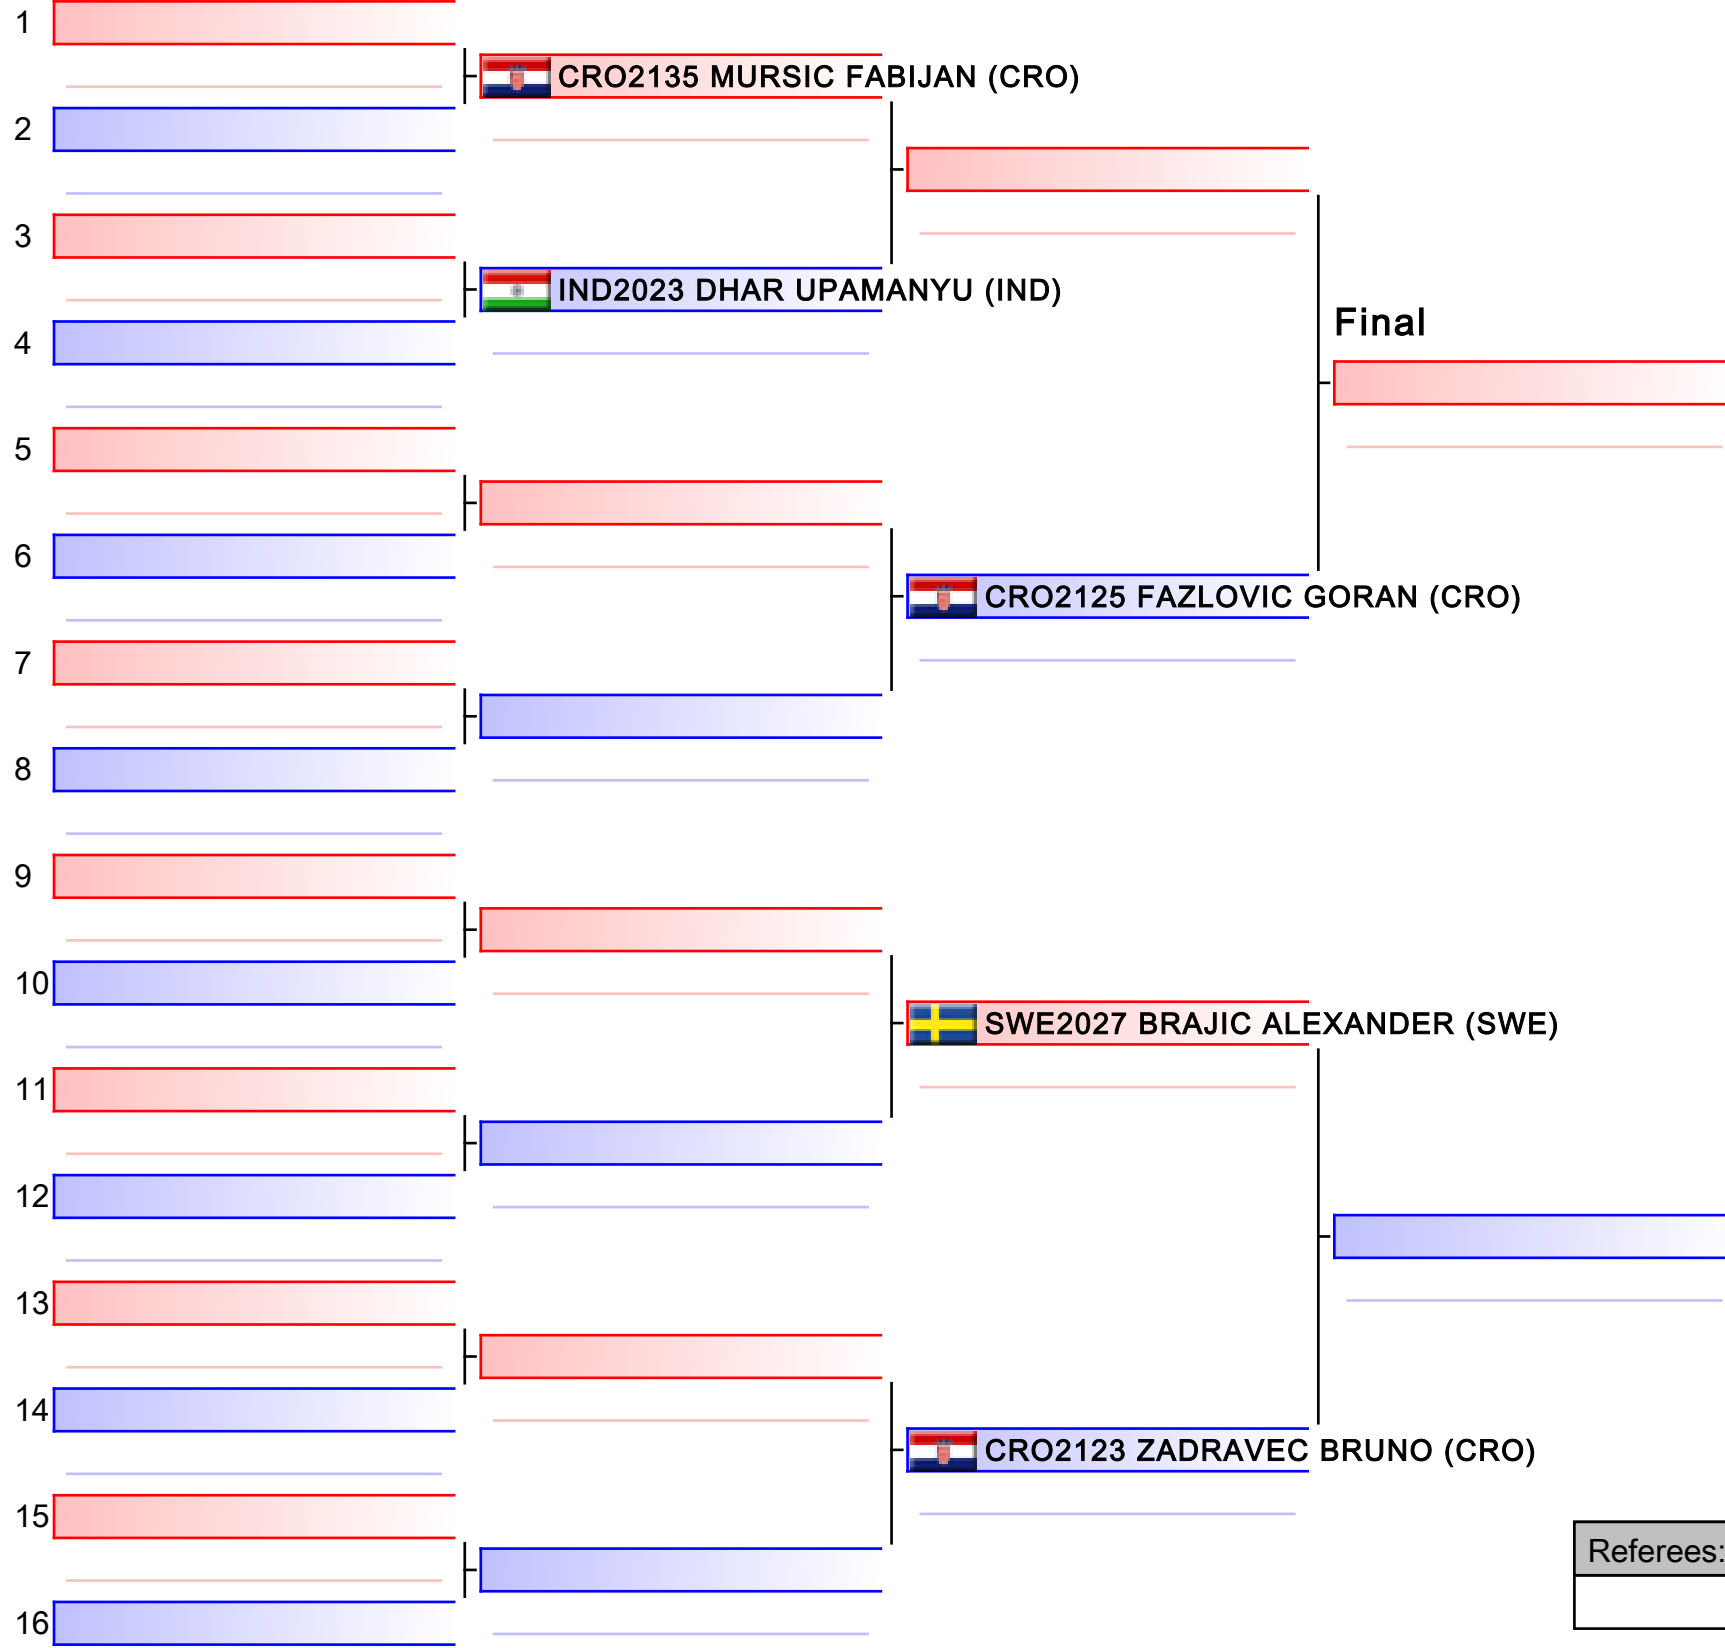 1
CRO2135 MURSIC FABIJAN (CRO)
2
3
IND2023 DHAR UPAMANYU (IND)
Final
4
5
6
CRO2125 FAZLOVIC GORAN (CRO)
7
8
9
10
SWE2027 BRAJIC ALEXANDER (SWE)
11
12
13
14
CRO2123 ZADRAVEC BRUNO (CRO)
15
Referees:
16